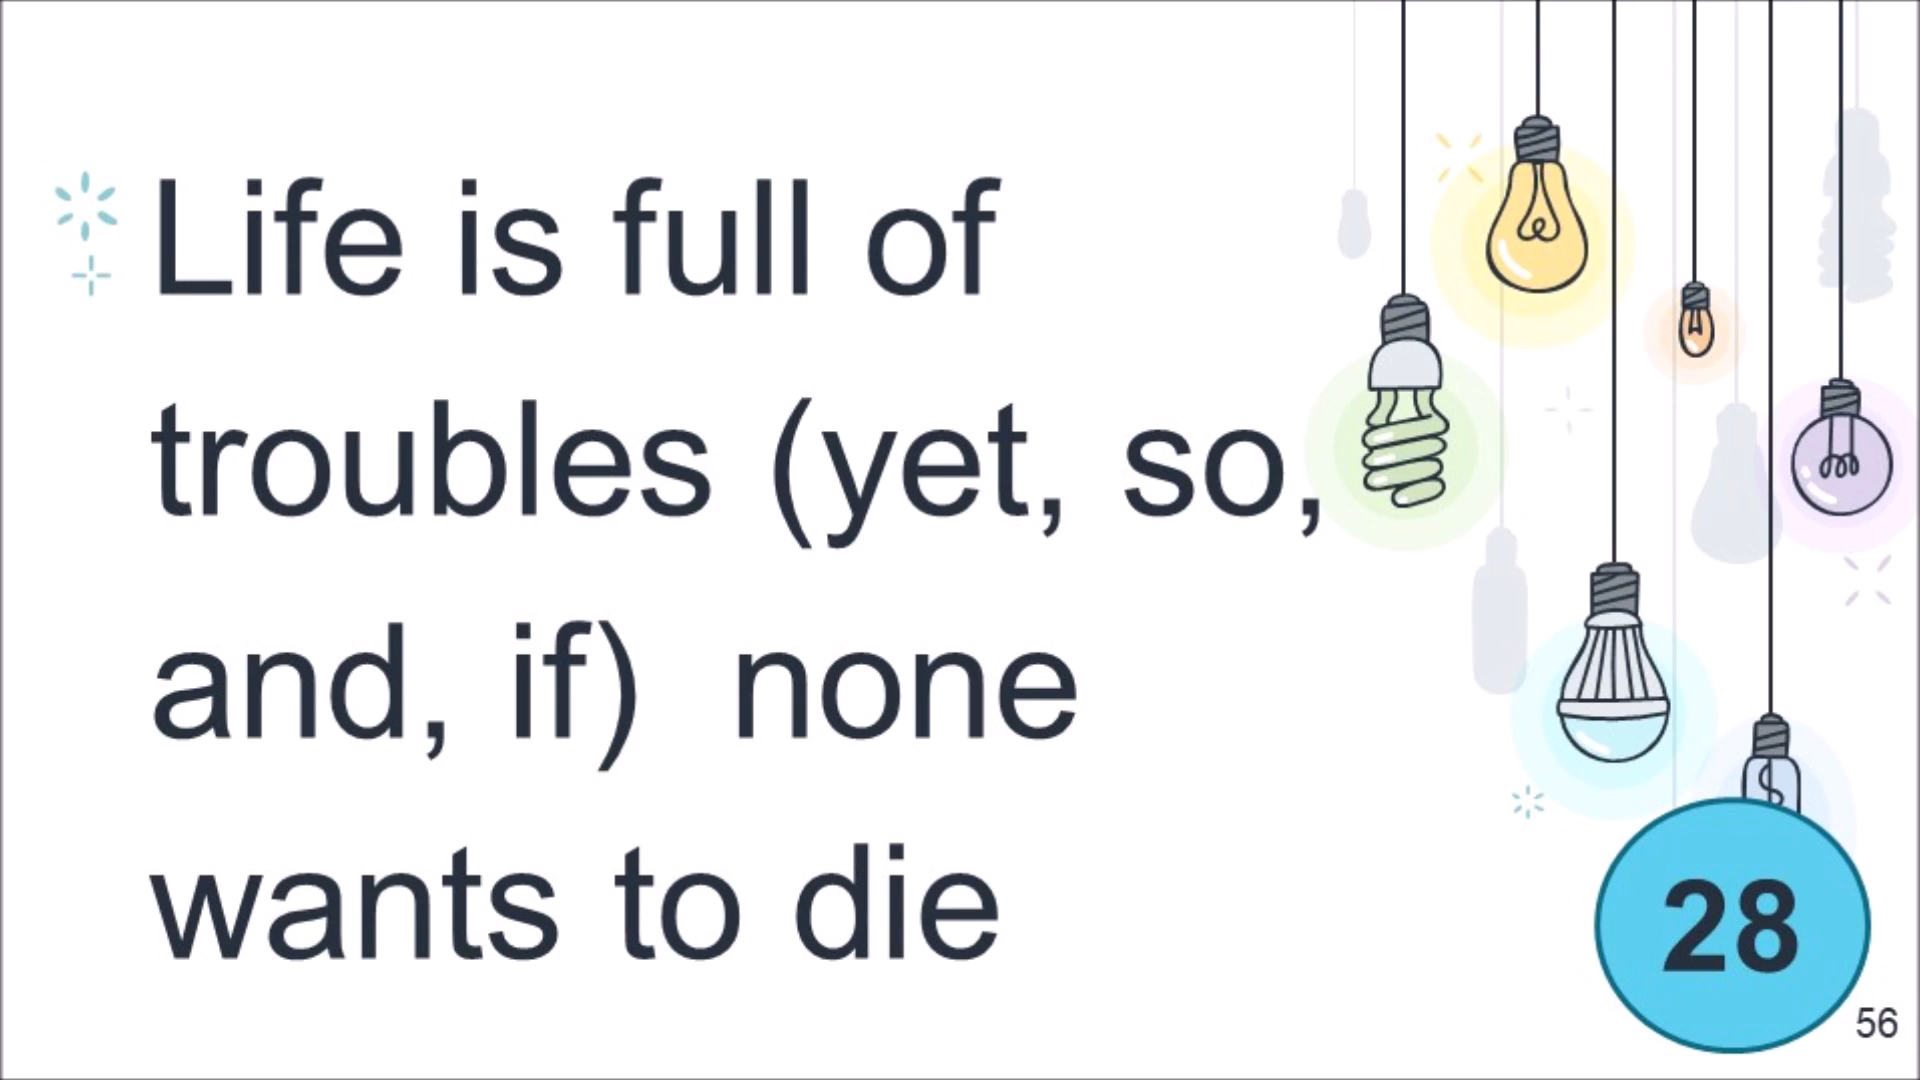 Life is full of
troubles (yet, so,
and, if) none
wants to die
28
56